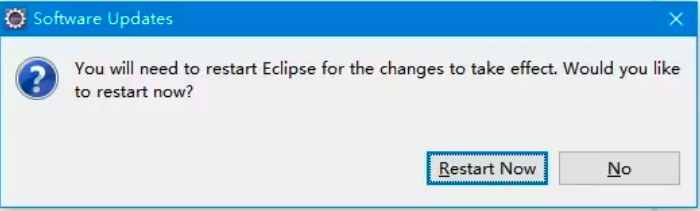 Software Updates
You will need to restart Eclipse for the changes to take effect. Would you like
to restart now?
Restart Now
No